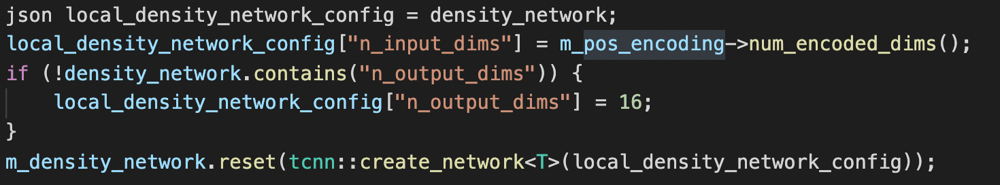 json local_density_network_config = density_network;
local_density_network_config["n_input_dims"] = m_pos_encoding->num_encoded_dims();
if (!density_network.contains("n_output_dims")) {
    local_density_network_config["n_output_dims"] = 16;
}
m_density_network.reset(tcnn::create_network<T>(local_density_network_config));